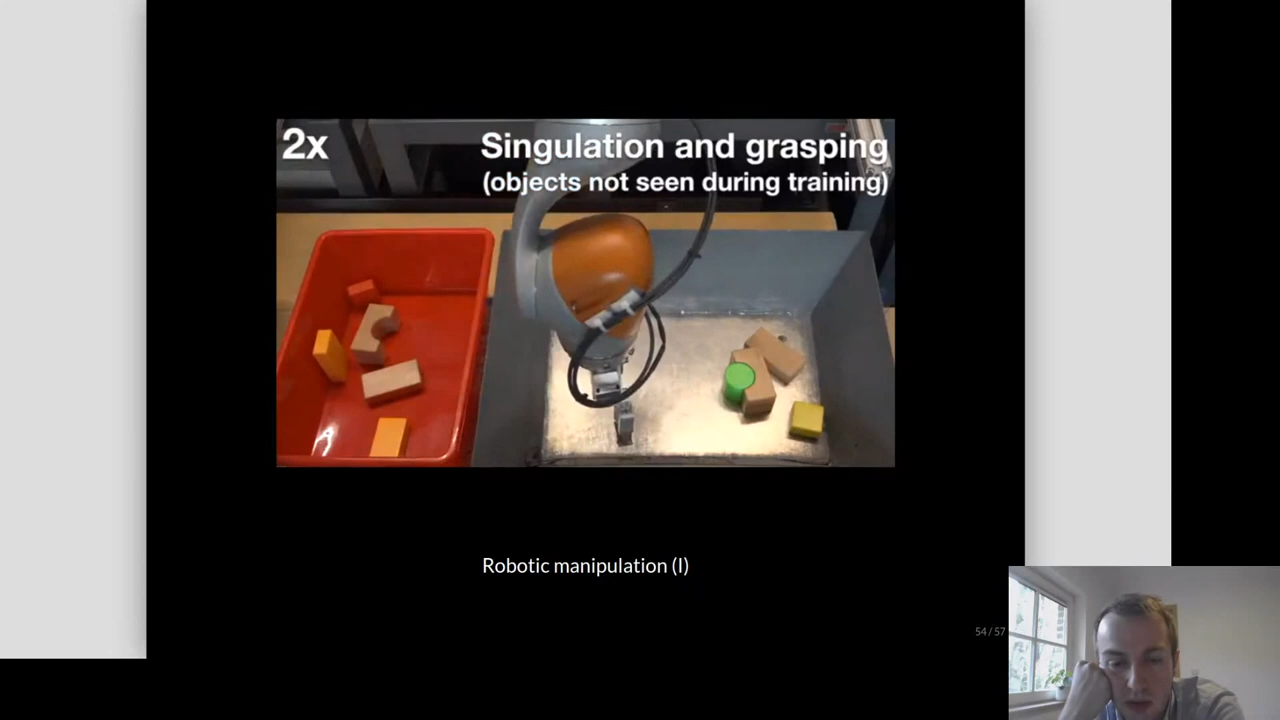 2x
Singulation and grasping
(objects not seen during training)
Robotic manipulation (I)
54 / 57